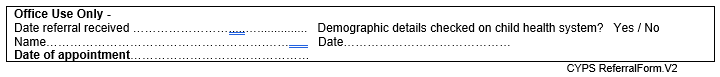 Office Use Only -
Date referral received ……………………..................... Demographic details checked on child health system? Yes / No
Name……………………………………………____ Date……………………………………
Date of appointment………………………………………
CYPS ReferralForm.V2